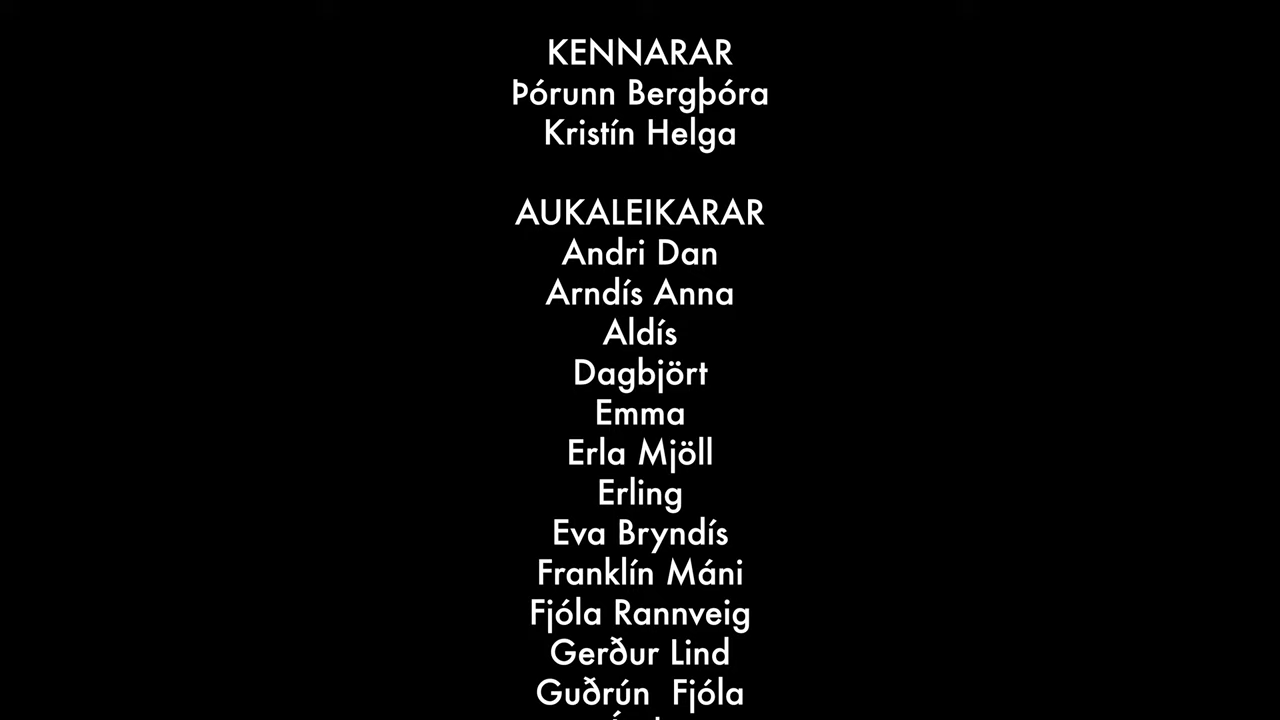 KENNARAR
Þórunn Bergþóra
Kristín Helga
AUKALEIKARAR
Andri Dan
Arndís Anna
Aldís
Dagbjört
Emma
Erla Mjöll
Erling
Eva Bryndís
Franklín Máni
Fjóla Rannveig
Gerður Lind
Guðrún  Fjóla